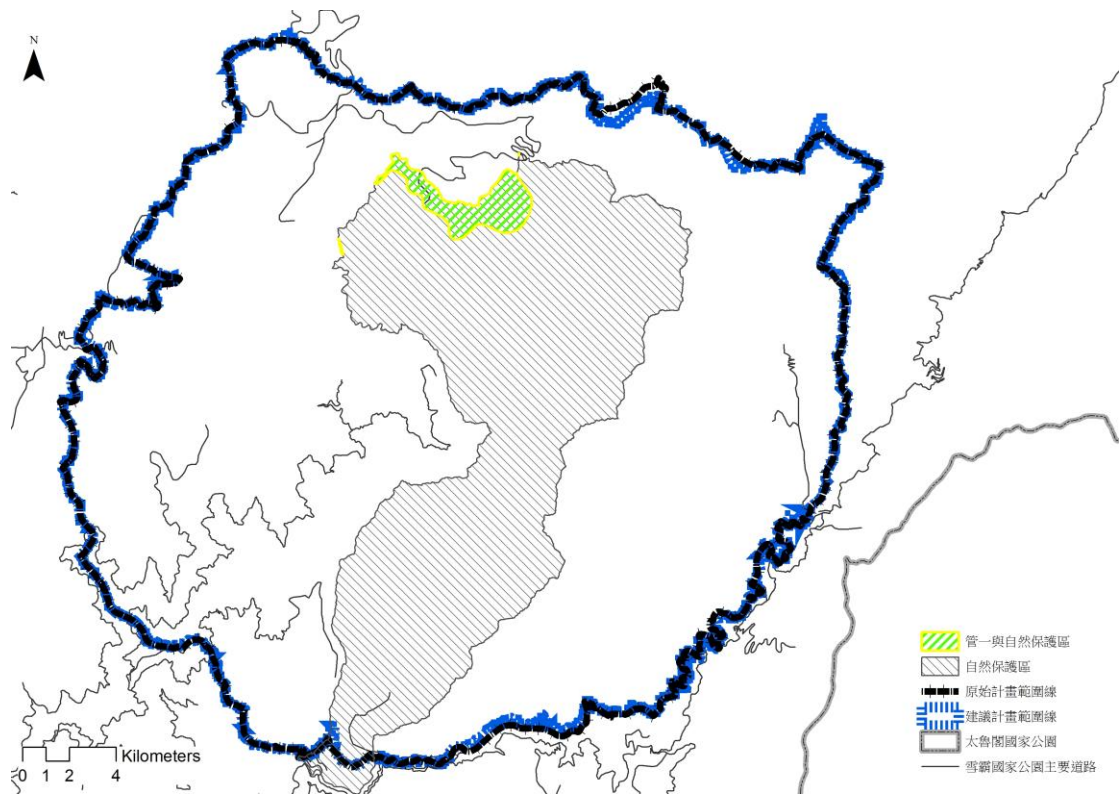 N
管一與自然保護區
自然保護區
原始計畫範圍線
建議計畫範圍線
太魯閣國家公園
雪霸國家公園主要道路
Kilometers
0 1 2 4